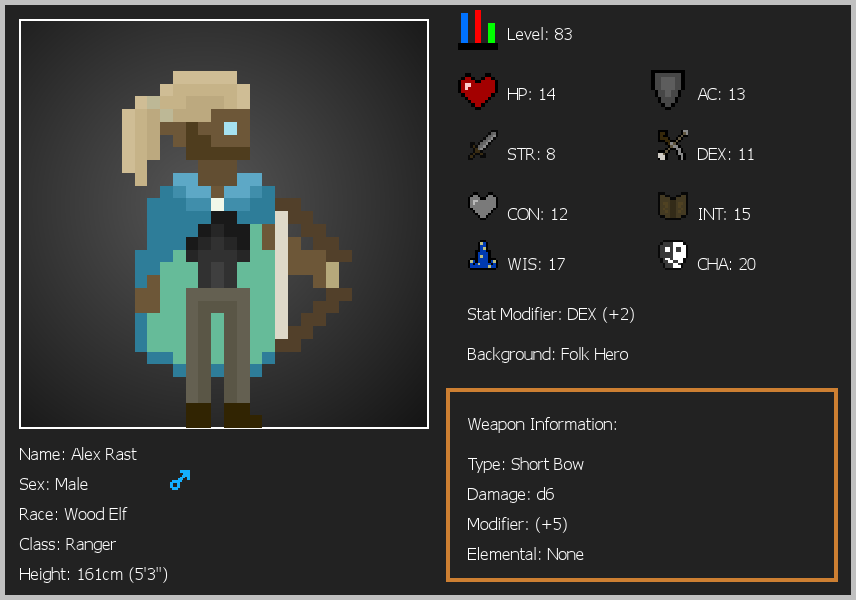 Level: 83
HP: 14
AC: 13
STR: 8
DEX: 11
CON: 12
INT: 15
WIS: 17
CHA: 20
Stat Modifier: DEX (+2)
Background: Folk Hero
Weapon Information:
Type: Short Bow
Damage: d6
Modifier: (+5)
Elemental: None
Name: Alex Rast
Sex: Male
Race: Wood Elf
Class: Ranger
Height: 161cm (5'3")